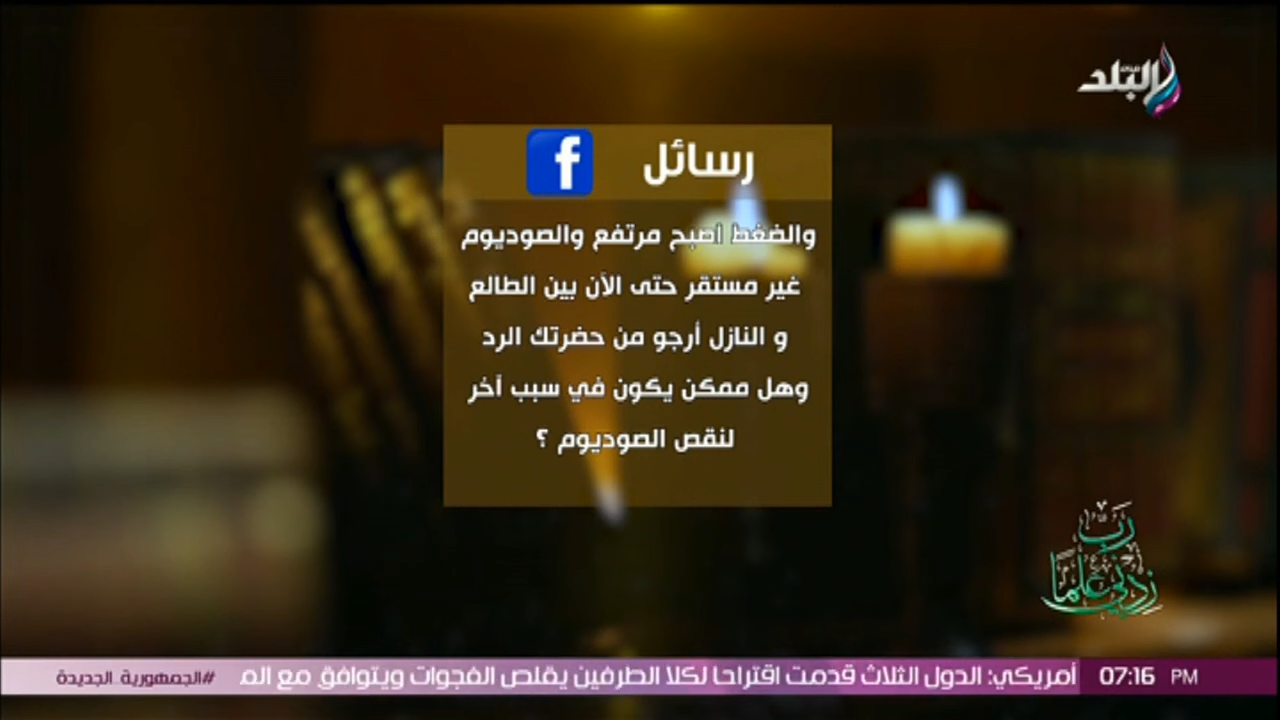 صدى البلد
رسائل f
والضغط اصبح مرتفع والصوديوم
غير مستقر حتى الآن بين الطالع
و النازل أرجو من حضرتك الرد
وهل ممكن يكون في سبب آخر
لنقص الصوديوم ؟
رب
زدني علما
07:16 PM
أمريكي: الدول الثلاث قدمت اقتراحا لكلا الطرفين يقلص الفجوات ويتوافق مع الم
#الجمهورية الجديدة